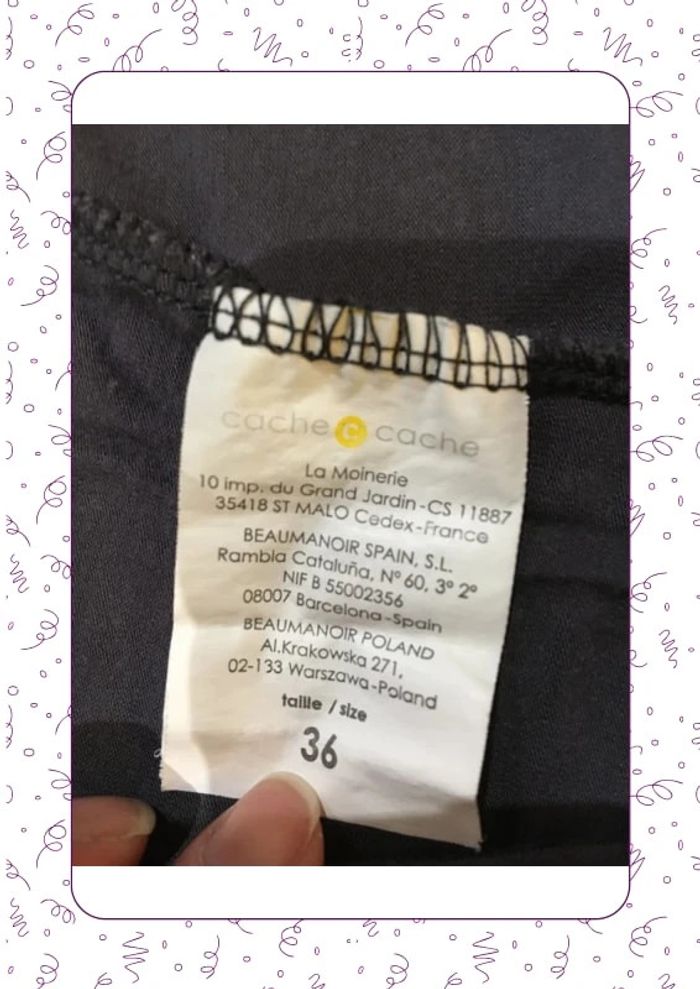 cache c cache
La Moinerie
10 imp. du Grand Jardin-CS 11887
35418 ST MALO Cedex-France
BEAUMANOIR SPAIN, S.L.
Rambla Cataluña, Nº 60, 3º 2º
NIF B 55002356
08007 Barcelona-Spain
BEAUMANOIR POLAND
Al.Krakowska 271,
02-133 Warszawa-Poland
taille / size
36